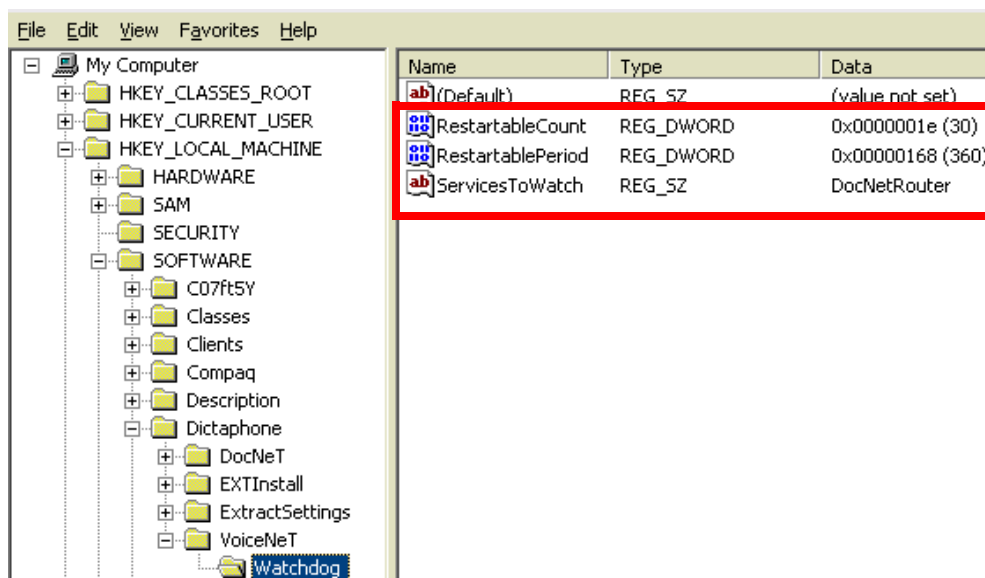 File Edit View Favorites Help
My Computer
HKEY_CLASSES_ROOT
HKEY_CURRENT_USER
HKEY_LOCAL_MACHINE
HARDWARE
SAM
SECURITY
SOFTWARE
C07ft5Y
Classes
Clients
Compaq
Description
Dictaphone
DocNeT
EXTInstall
ExtractSettings
VoiceNeT
Watchdog
Name Type Data
(Default) REG_SZ (value not set)
RestartableCount REG_DWORD 0x0000001e (30)
RestartablePeriod REG_DWORD 0x00000168 (360)
ServicesToWatch REG_SZ DocNetRouter